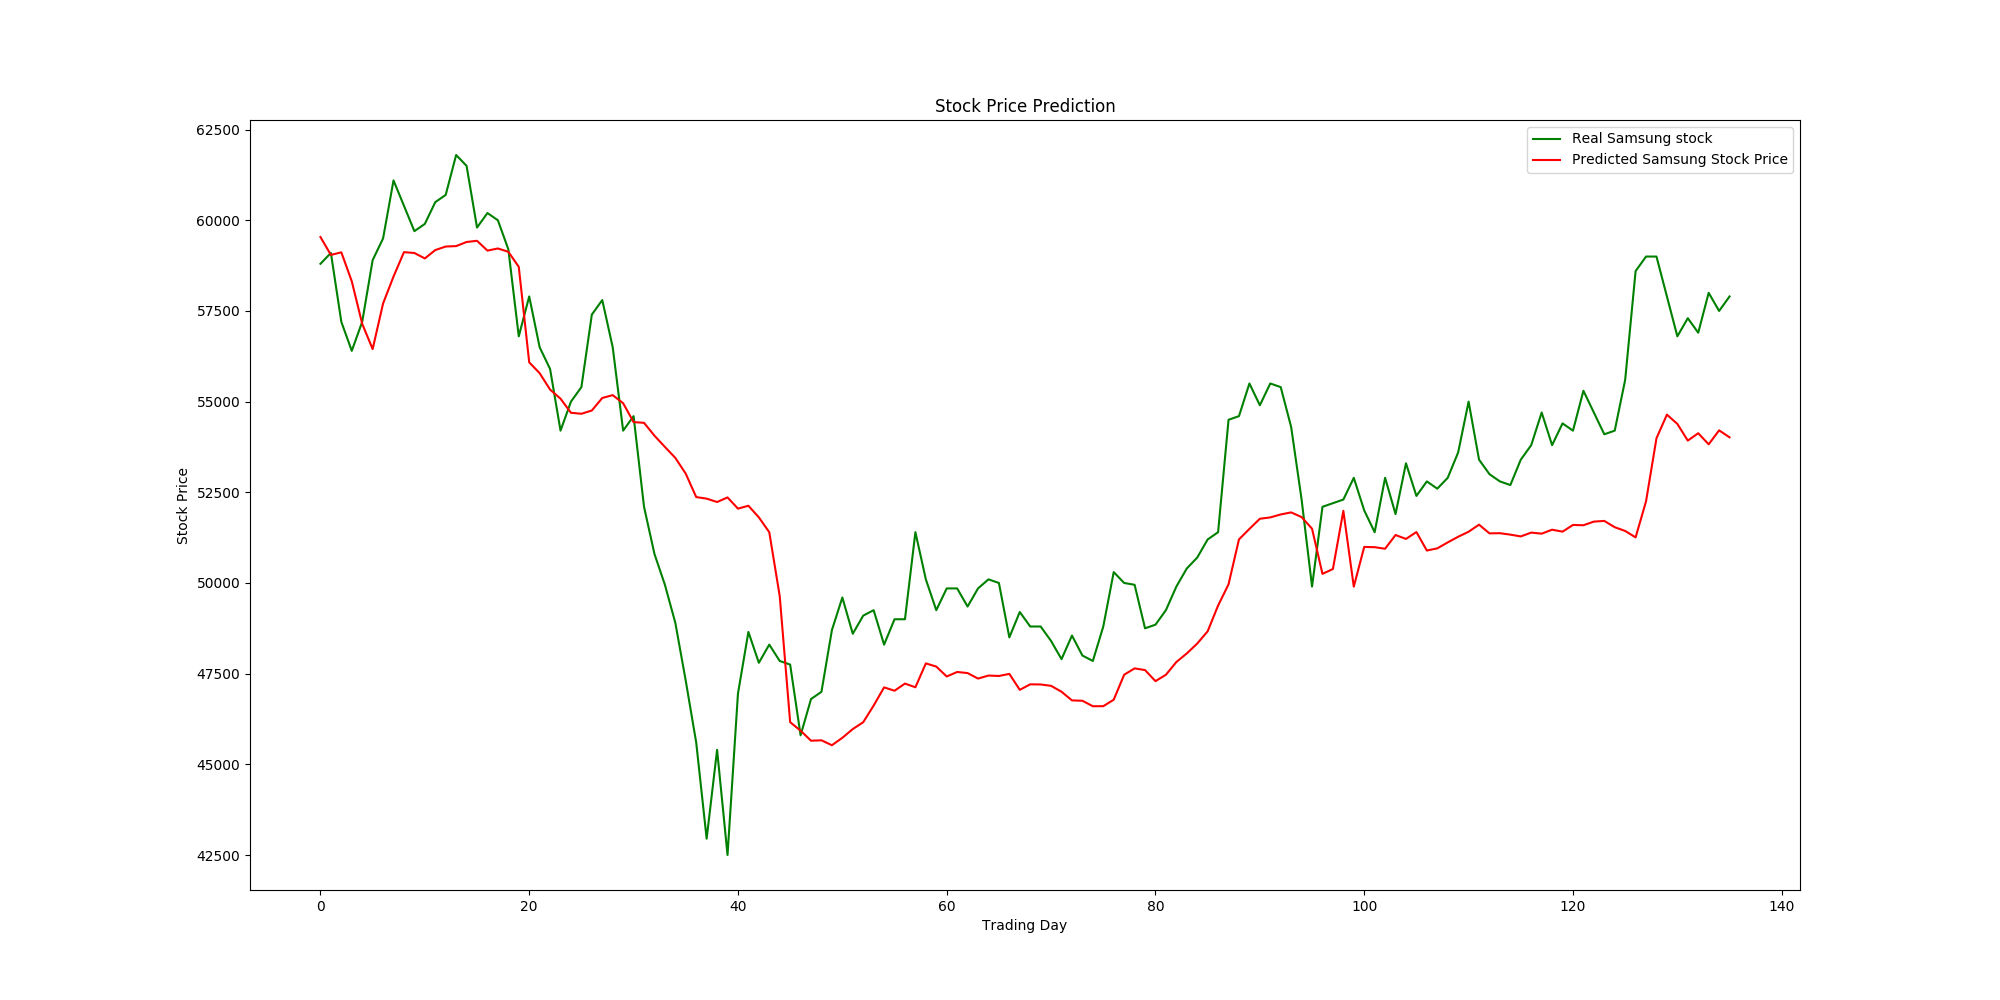 Stock Price Prediction
Real Samsung stock
Predicted Samsung Stock Price
62500
60000
57500
55000
52500
50000
47500
45000
42500
Stock Price
0 20 40 60 80 100 120 140
Trading Day